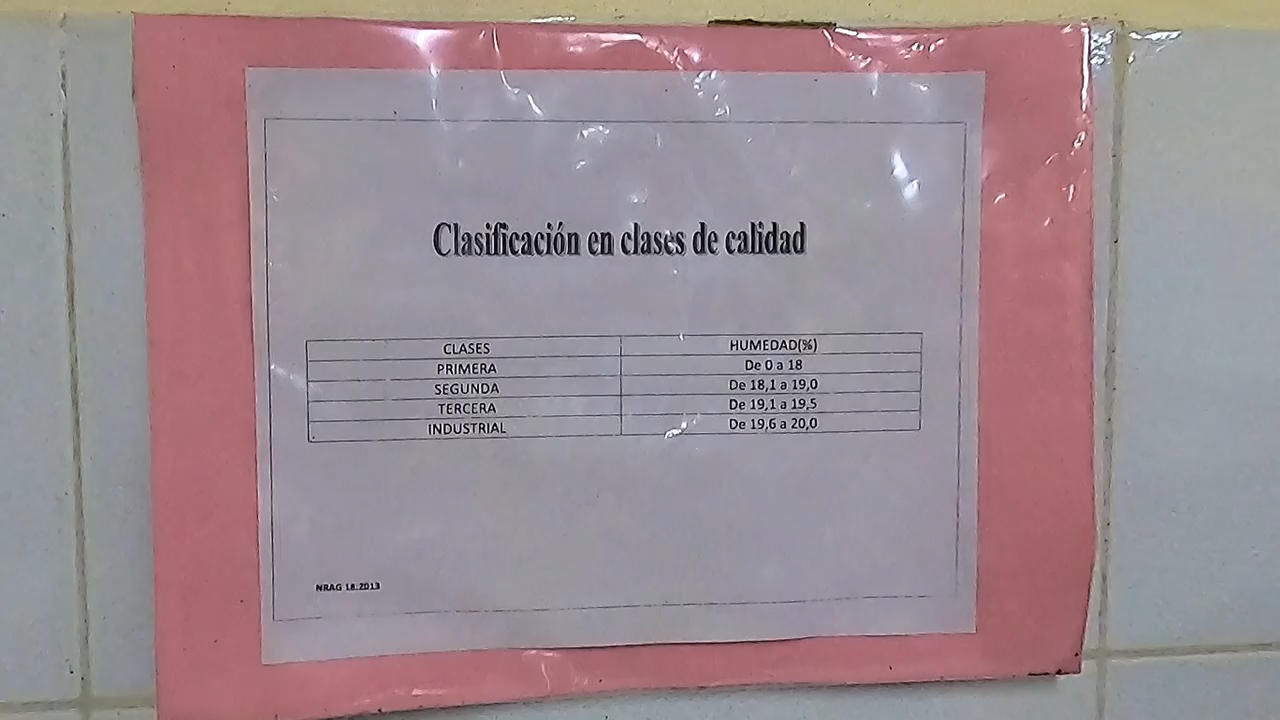 Clasificación en clases de calidad
CLASES HUMEDAD(%)
PRIMERA De 0 a 18
SEGUNDA De 18,1 a 19,0
TERCERA De 19,1 a 19,5
INDUSTRIAL De 19,6 a 20,0
NRAG 18:2013